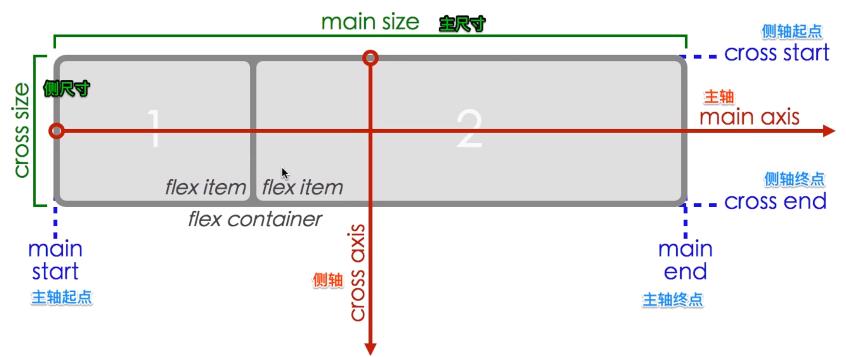 main size 主尺寸
侧轴起点
cross start
cross size
侧尺寸
主轴
main axis
1
2
flex item
flex item
侧轴终点
cross end
flex container
main
start
主轴起点
侧轴
cross axis
main
end
主轴终点